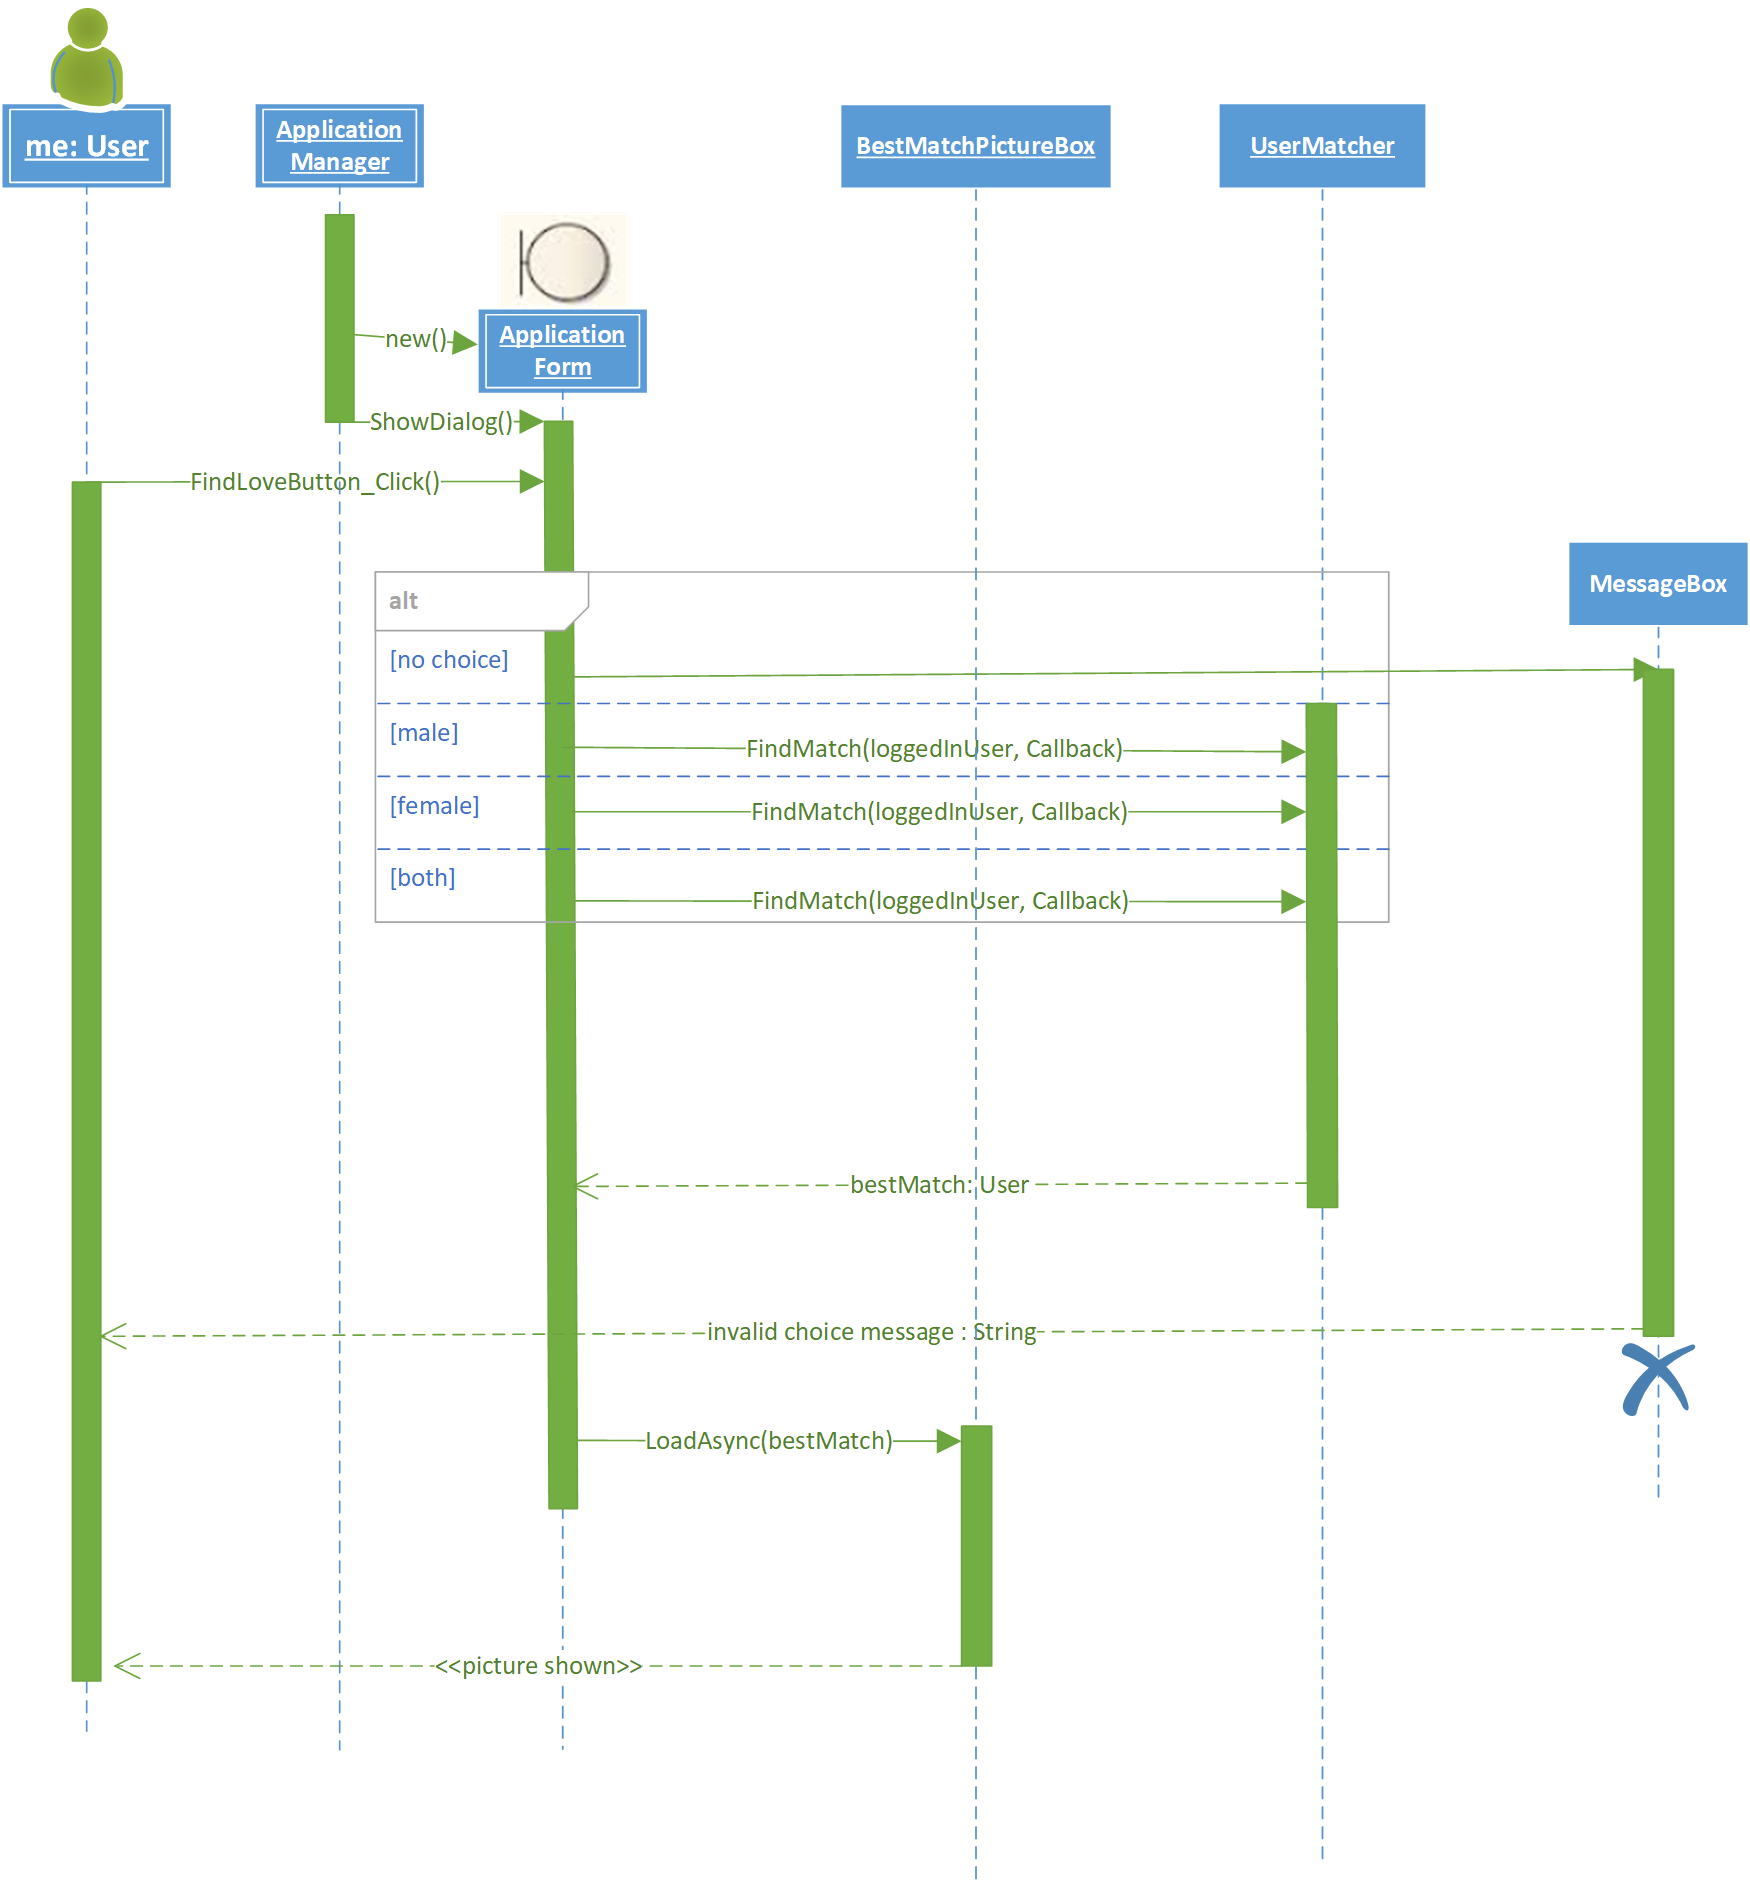 me: User
Application
Manager
BestMatchPictureBox
UserMatcher
new()
Application
Form
ShowDialog()
FindLoveButton_Click()
MessageBox
alt
[no choice]
[male]
FindMatch(loggedInUser, Callback)
[female]
FindMatch(loggedInUser, Callback)
[both]
FindMatch(loggedInUser, Callback)
bestMatch: User
invalid choice message : String
LoadAsync(bestMatch)
<<picture shown>>